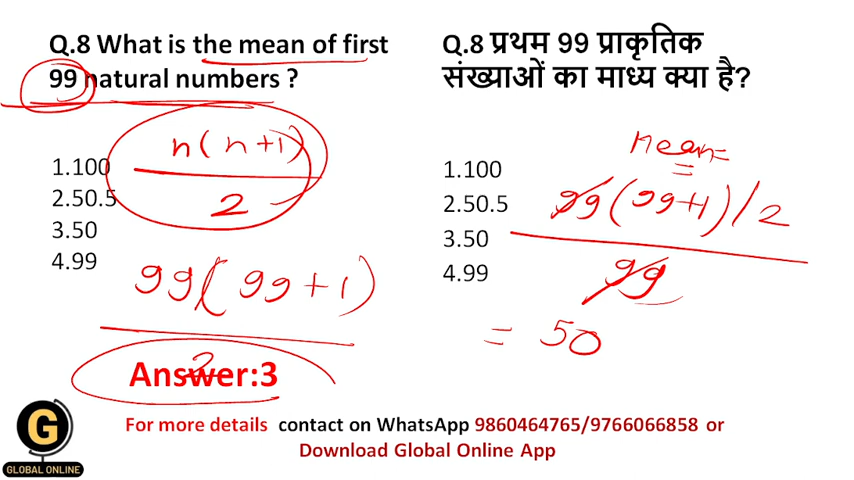 Q.8 What is the mean of first
99 natural numbers ?
n(n+1)
2
1.100
2.50.5
3.50
4.99
99(99+1)
2
Answer:3
Q.8 प्रथम 99 प्राकृतिक
संख्याओं का माध्य क्या है?
mean=
1.100
2.50.5
3.50
4.99
99(99+1)/2
99
= 50
For more details contact on WhatsApp 9860464765/9766066858 or
Download Global Online App
G
GLOBAL ONLINE